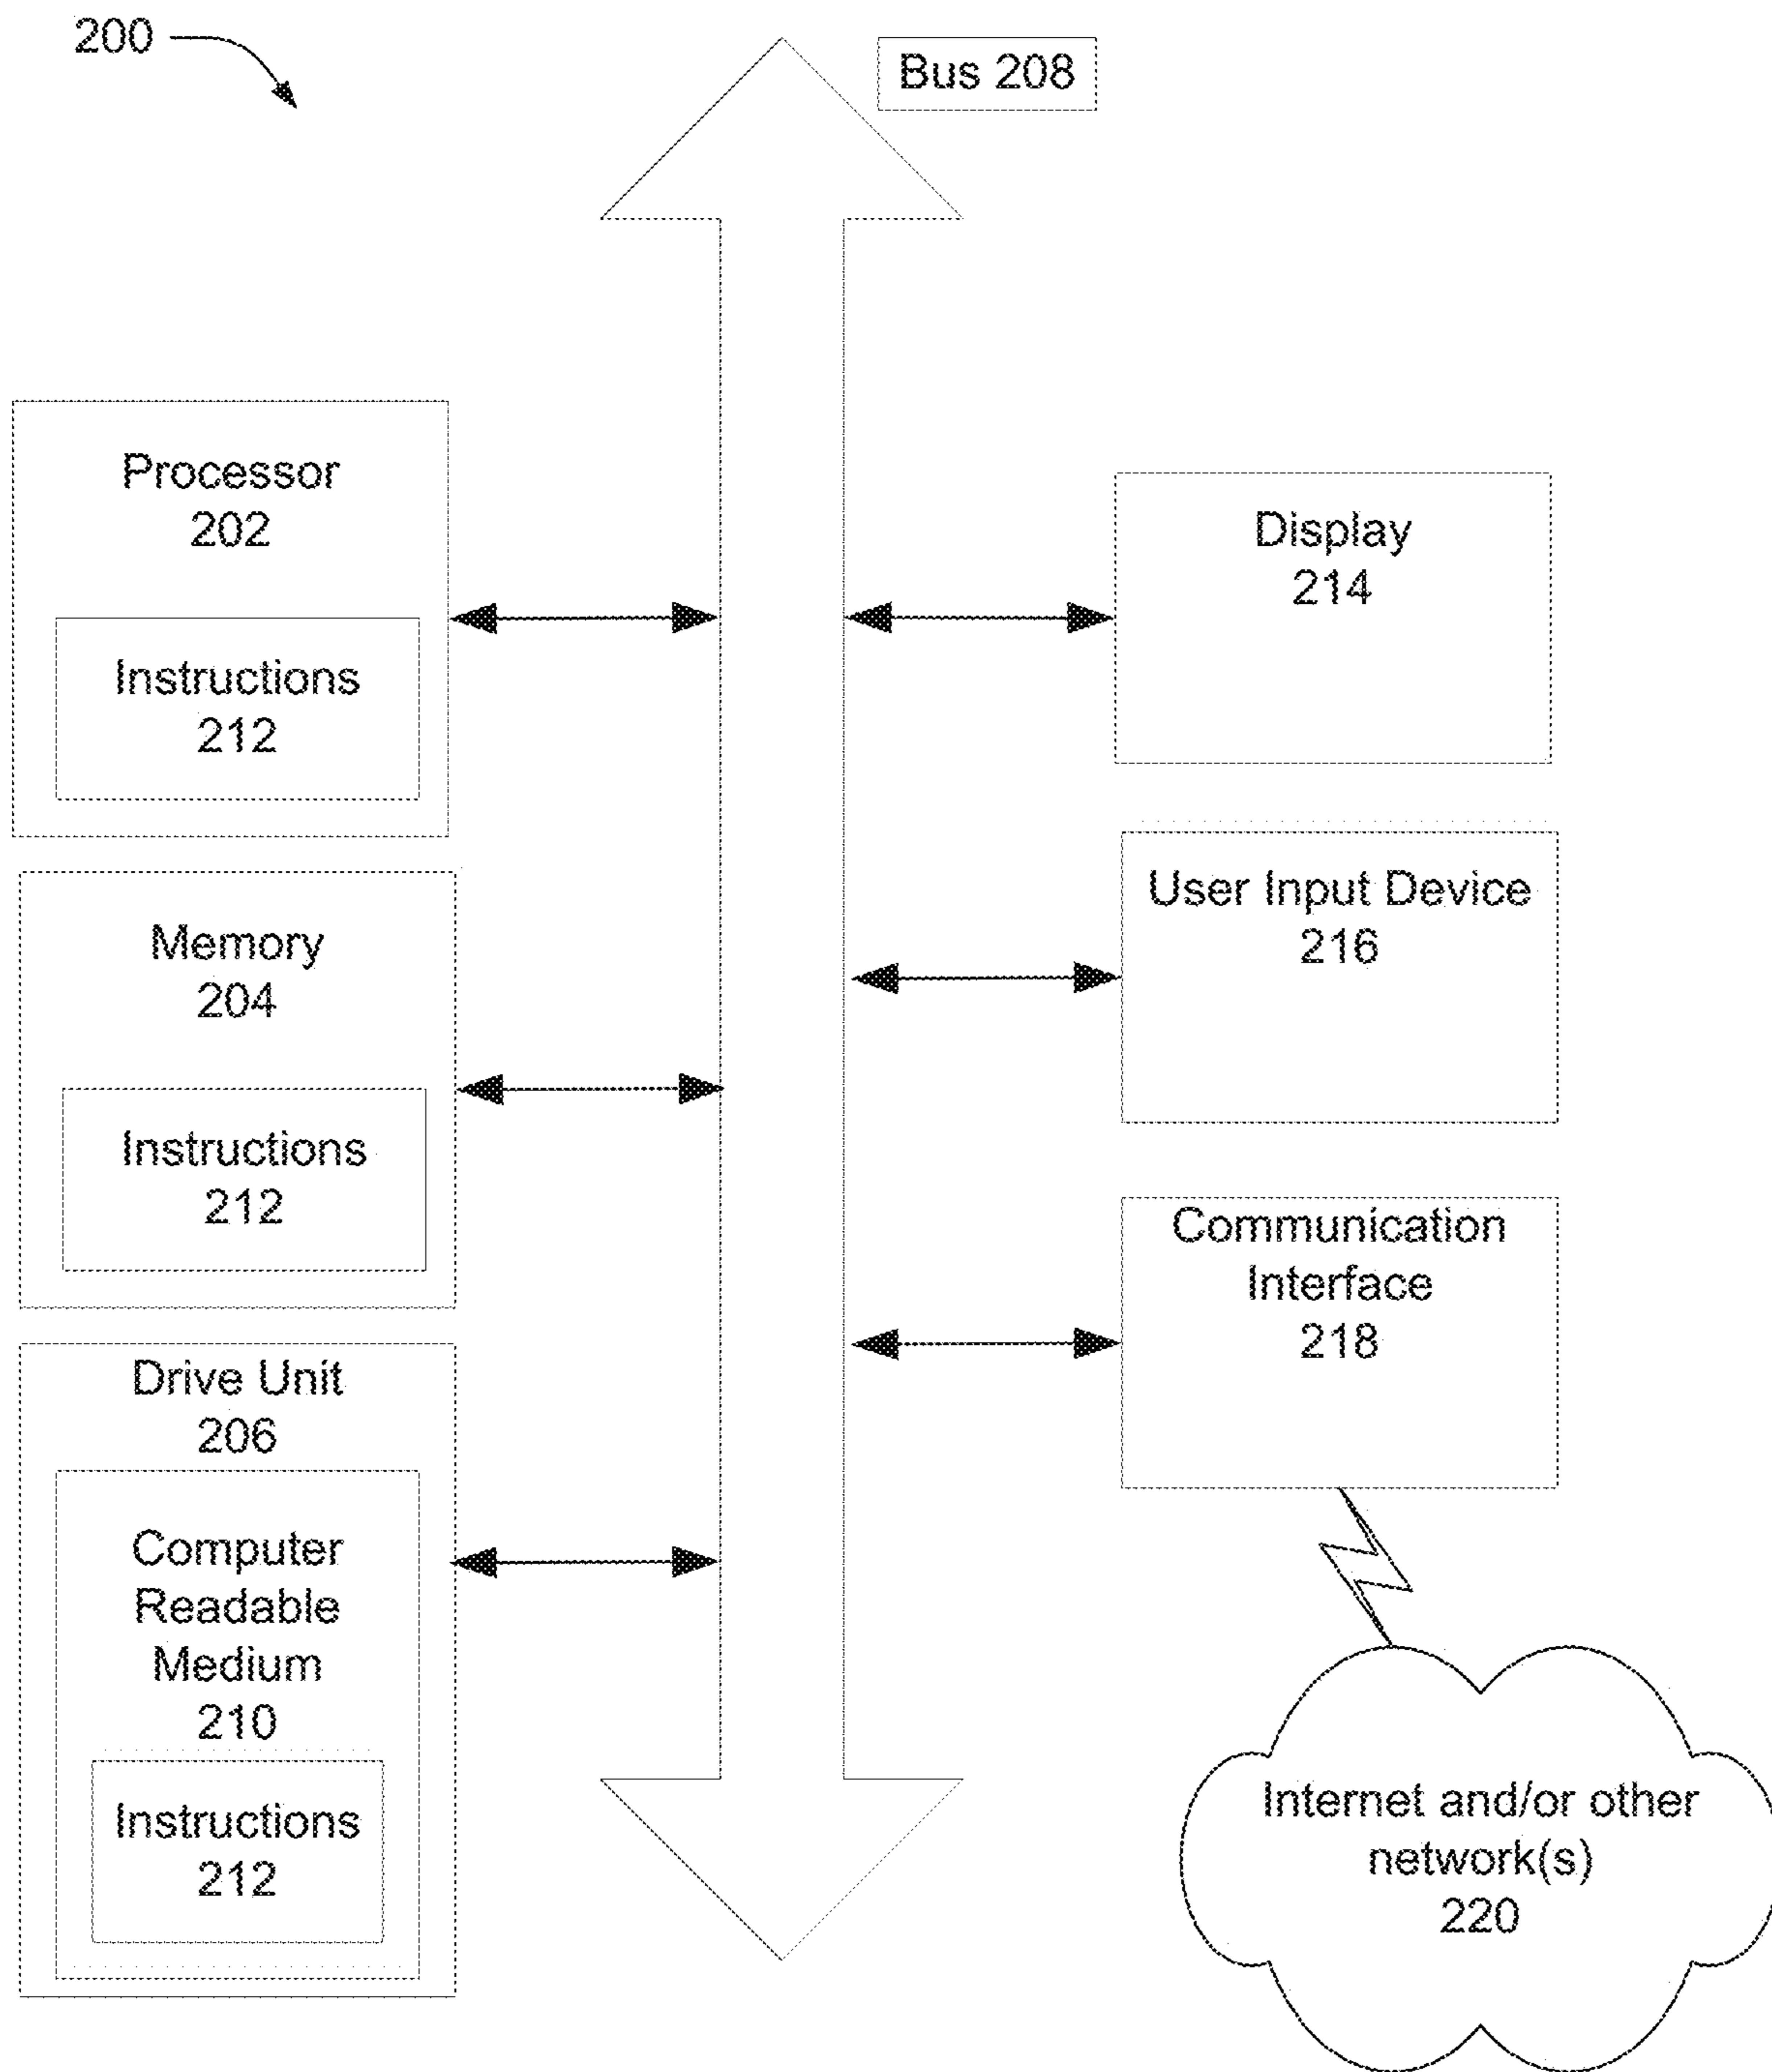 200
Bus 208
Processor
202
Instructions
212
Memory
204
Instructions
212
Drive Unit
206
Computer
Readable
Medium
210
Instructions
212
Display
214
User Input Device
216
Communication
Interface
218
Internet and/or other
network(s)
220